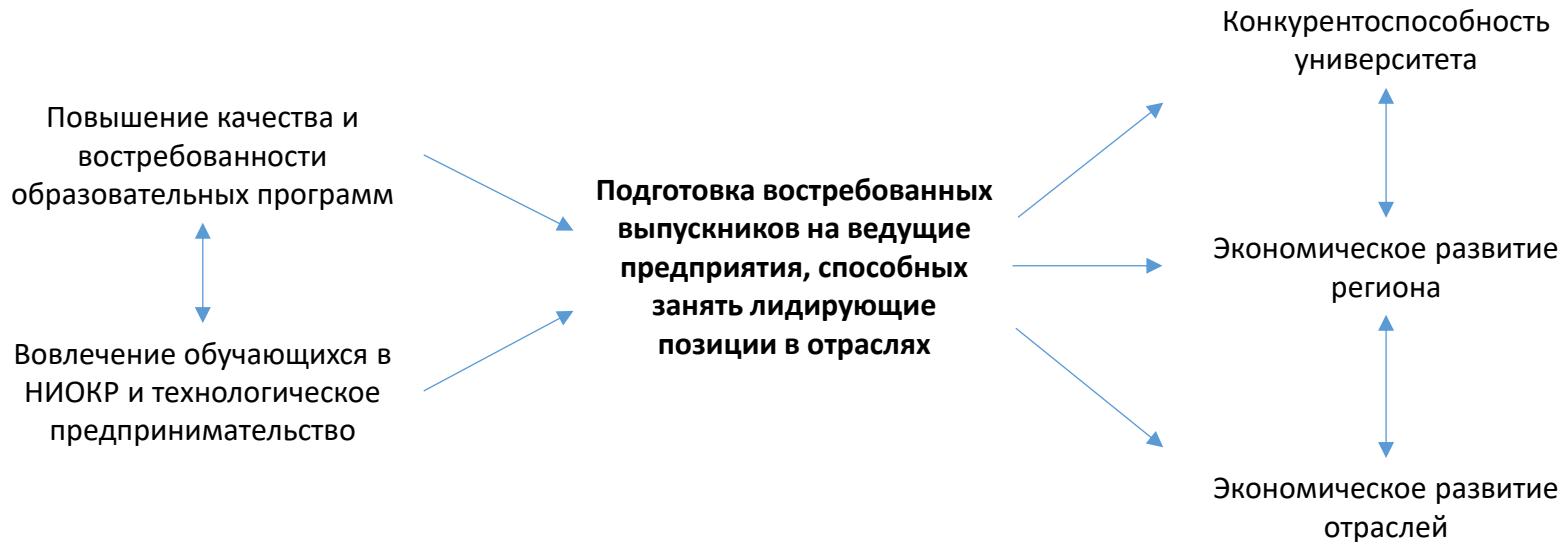 Повышение качества и
востребованности
образовательных программ
Вовлечение обучающихся в
НИОКР и технологическое
предпринимательство
Подготовка востребованных
выпускников на ведущие
предприятия, способных
занять лидирующие
позиции в отраслях
Конкурентоспособность
университета
Экономическое развитие
региона
Экономическое развитие
отраслей